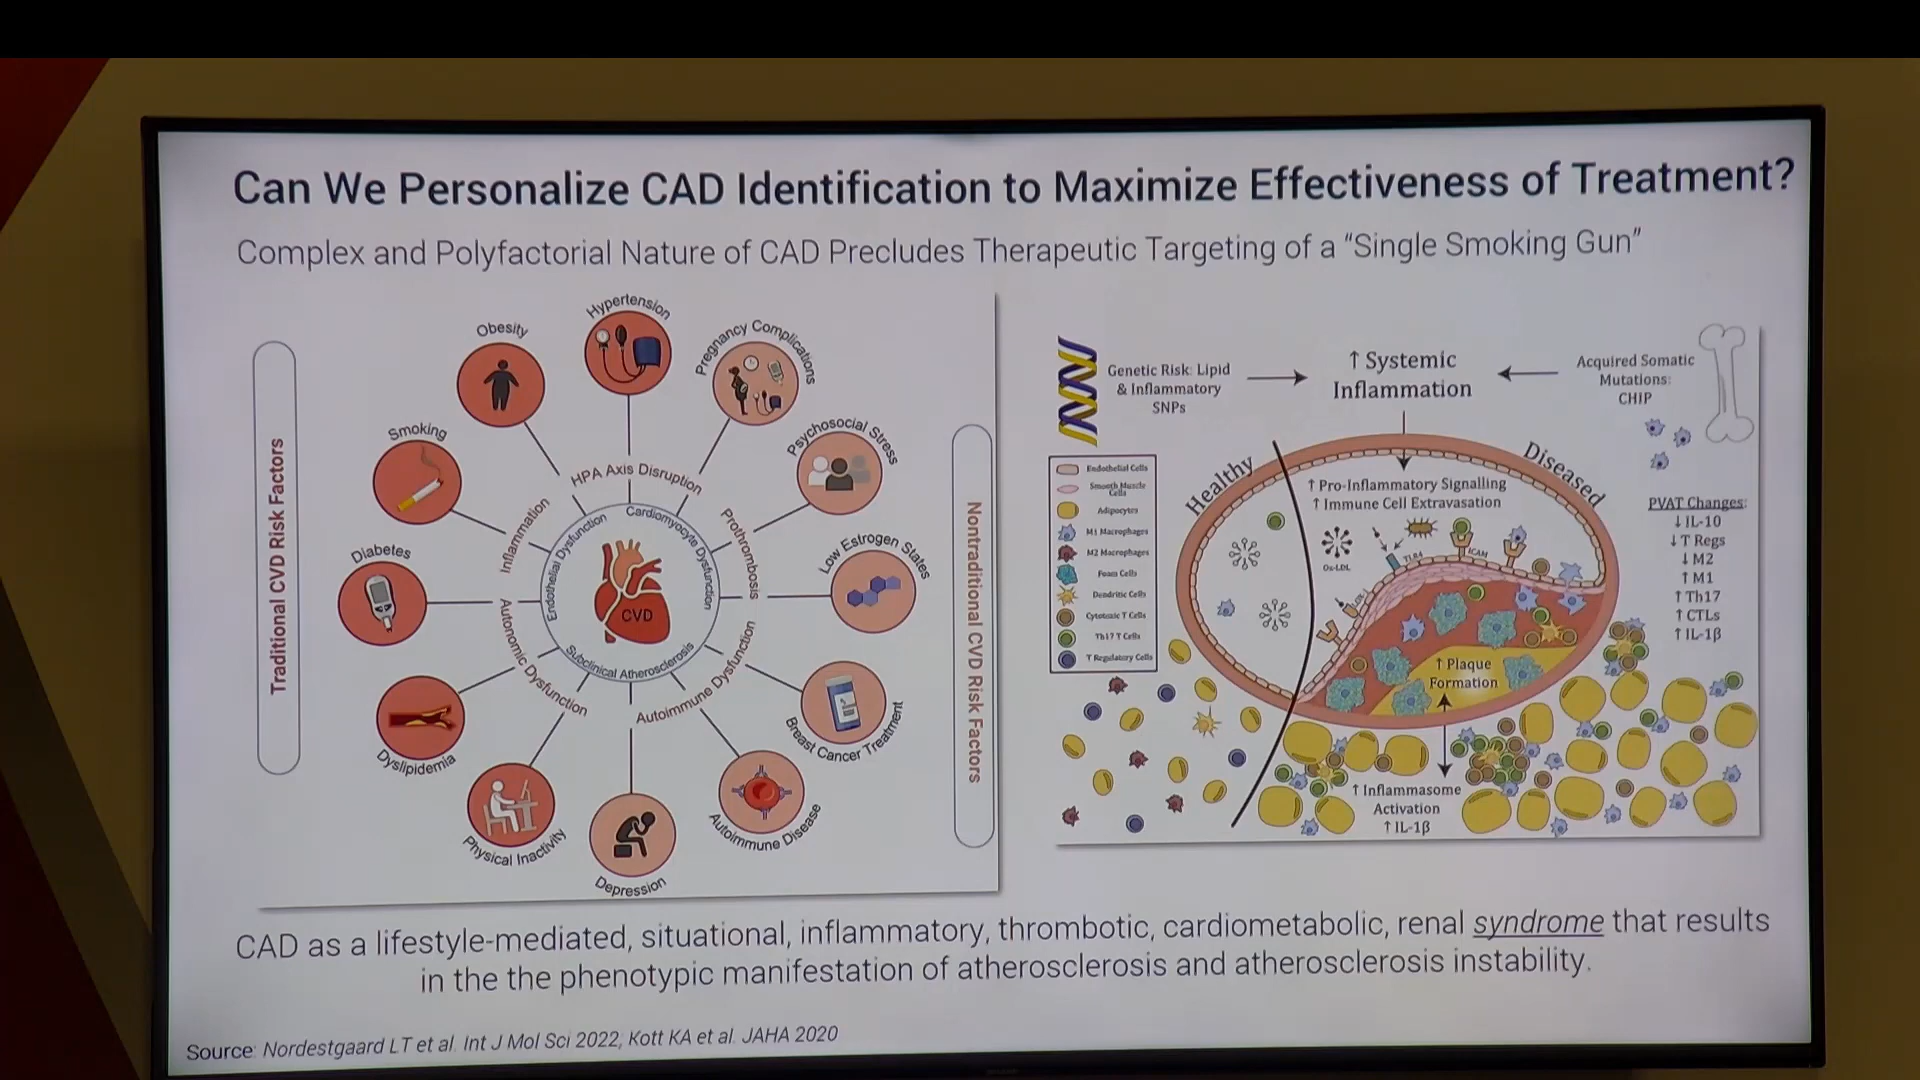 Can We Personalize CAD Identification to Maximize Effectiveness of Treatment?
Complex and Polyfactorial Nature of CAD Precludes Therapeutic Targeting of a “Single Smoking Gun”
Traditional CVD Risk Factors
Hypertension
Pregnancy Complications
Psychosocial Stress
Low Estrogen States
Breast Cancer Treatment
Autoimmune Disease
Depression
Physical Inactivity
Dyslipidemia
Diabetes
Smoking
Obesity
HPA Axis Disruption
Prothrombosis
Autoimmune Dysfunction
Autonomic Dysfunction
Inflammation
Endothelial Dysfunction
Cardiomyocyte Dysfunction
Subclinical Atherosclerosis
CVD
Nontraditional CVD Risk Factors
Genetic Risk: Lipid
& Inflammatory
SNPs
↑ Systemic
Inflammation
Acquired Somatic
Mutations:
CHIP
Endothelial Cells
Smooth Muscle
Cells
Adipocytes
M1 Macrophages
M2 Macrophages
Foam Cells
Dendritic Cells
Cytotoxic T Cells
Th17 T Cells
T Regulatory Cells
Healthy
Diseased
↑ Pro-Inflammatory Signalling
↑ Immune Cell Extravasation
Ox-LDL
TLR4
ICAM
↑ Plaque
Formation
↑ Inflammasome
Activation
↑ IL-1β
PVAT Changes:
↓ IL-10
↓ T Regs
↓ M2
↑ M1
↑ Th17
↑ CTLs
↑ IL-1β
CAD as a lifestyle-mediated, situational, inflammatory, thrombotic, cardiometabolic, renal syndrome that results
in the the phenotypic manifestation of atherosclerosis and atherosclerosis instability.
Source: Nordestgaard LT et al. Int J Mol Sci 2022; Kott KA et al. JAHA 2020